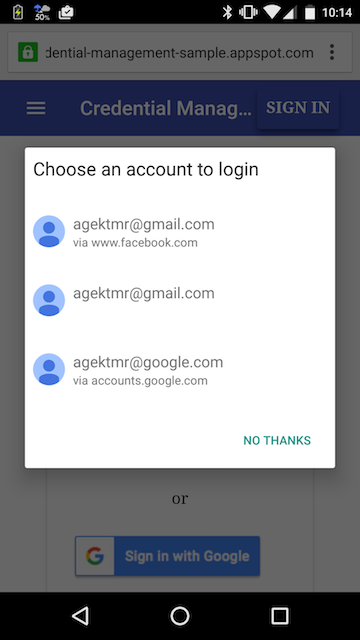 50%
10:14
dential-management-sample.appspot.com
Credential Manag...
SIGN IN
Choose an account to login
agektmr@gmail.com
via www.facebook.com
agektmr@gmail.com
agektmr@google.com
via accounts.google.com
NO THANKS
or
G
Sign in with Google